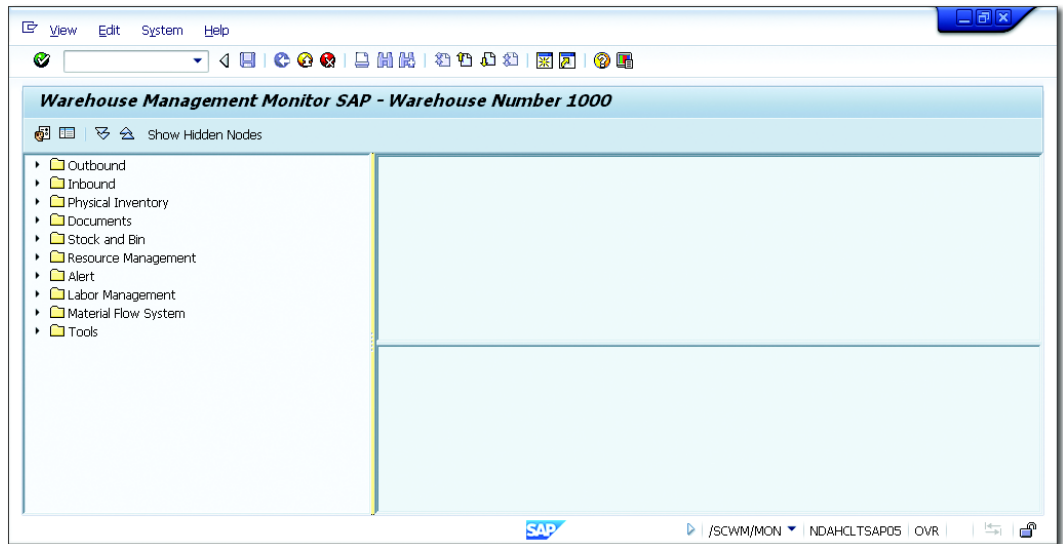 View Edit System Help
Warehouse Management Monitor SAP - Warehouse Number 1000
Show Hidden Nodes
Outbound
Inbound
Physical Inventory
Documents
Stock and Bin
Resource Management
Alert
Labor Management
Material Flow System
Tools
SAP /SCWM/MON NDAHCLTSAP05 OVR